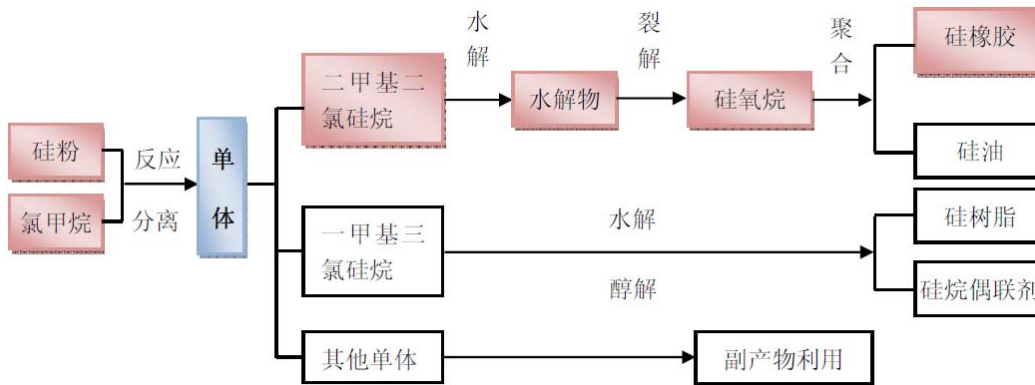 硅粉
氯甲烷
反应
分离
单
体
二甲基二
氯硅烷
水
解
水解物
裂
解
硅氧烷
聚
合
硅橡胶
硅油
一甲基三
氯硅烷
水解
醇解
硅树脂
硅烷偶联剂
其他单体
副产物利用